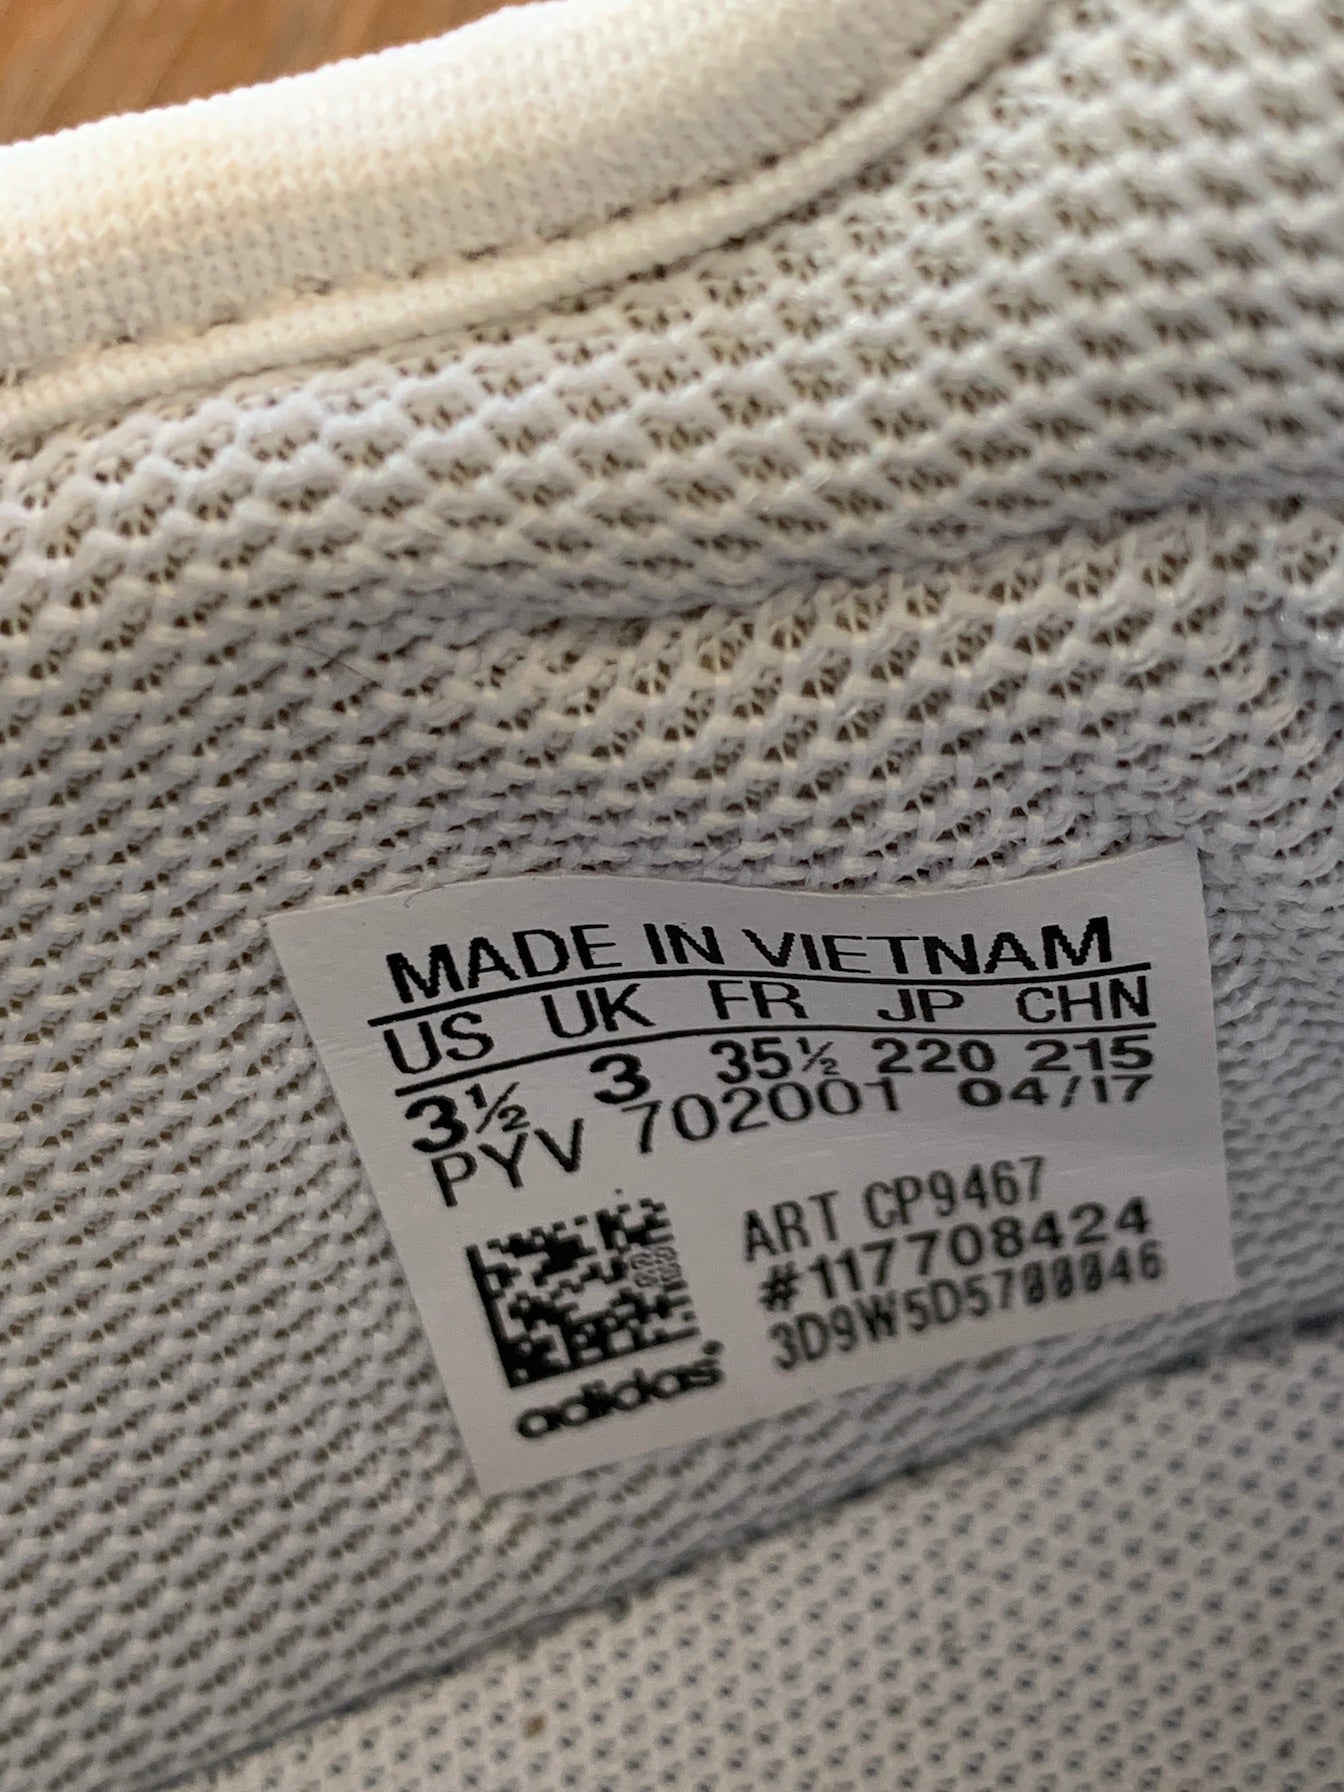 MADE IN VIETNAM
US UK FR JP CHN
3½ 3 35½ 220 215
PYV 702001 04/17
ART CP9467
#117708424
3D9W5D5700046
adidas